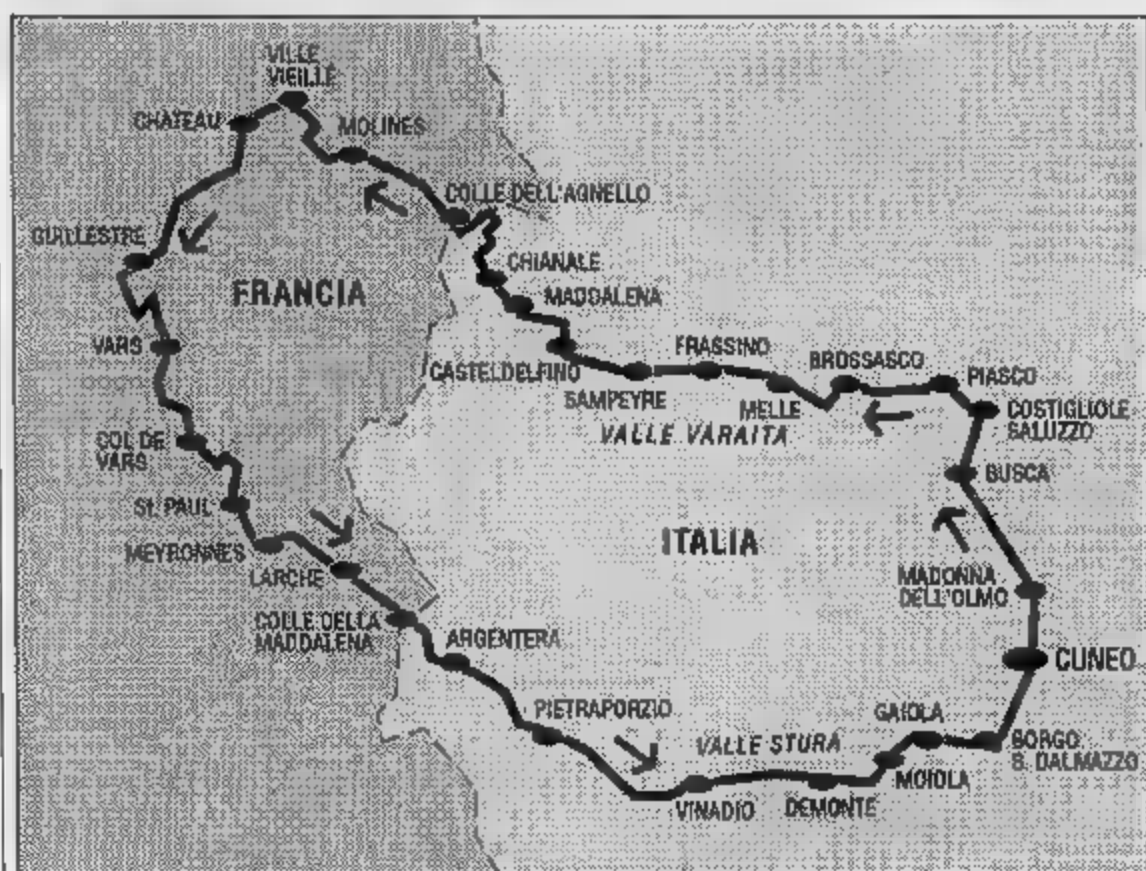 VILLE
VIEILLE
CHATEAU
MOLINES
COLLE DELL'AGNELLO
GUILLESTRE
CHIANALE
FRANCIA
MADDALENA
VARS
FRASSINO
BROSSASCO
CASTELDELFINO
PIASCO
SAMPEYRE
MELLE
COSTIGLIOLE
SALUZZO
VALLE VARAITA
COL DE
VARS
BUSCA
St. PAUL
ITALIA
MEYRONNES
LARCHE
MADONNA
DELL'OLMO
COLLE DELLA
MADDALENA
ARGENTERA
CUNEO
PIETRAPORZIO
GAIOLA
VALLE STURA
BORGO
S. DALMAZZO
MOIOLA
VINADIO
DEMONTE